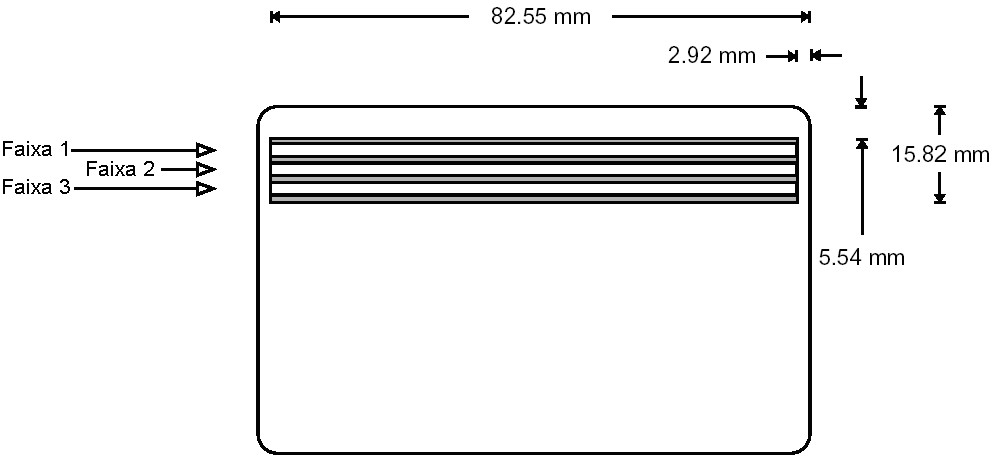 82.55 mm
2.92 mm
Faixa 1
Faixa 2
Faixa 3
15.82 mm
5.54 mm